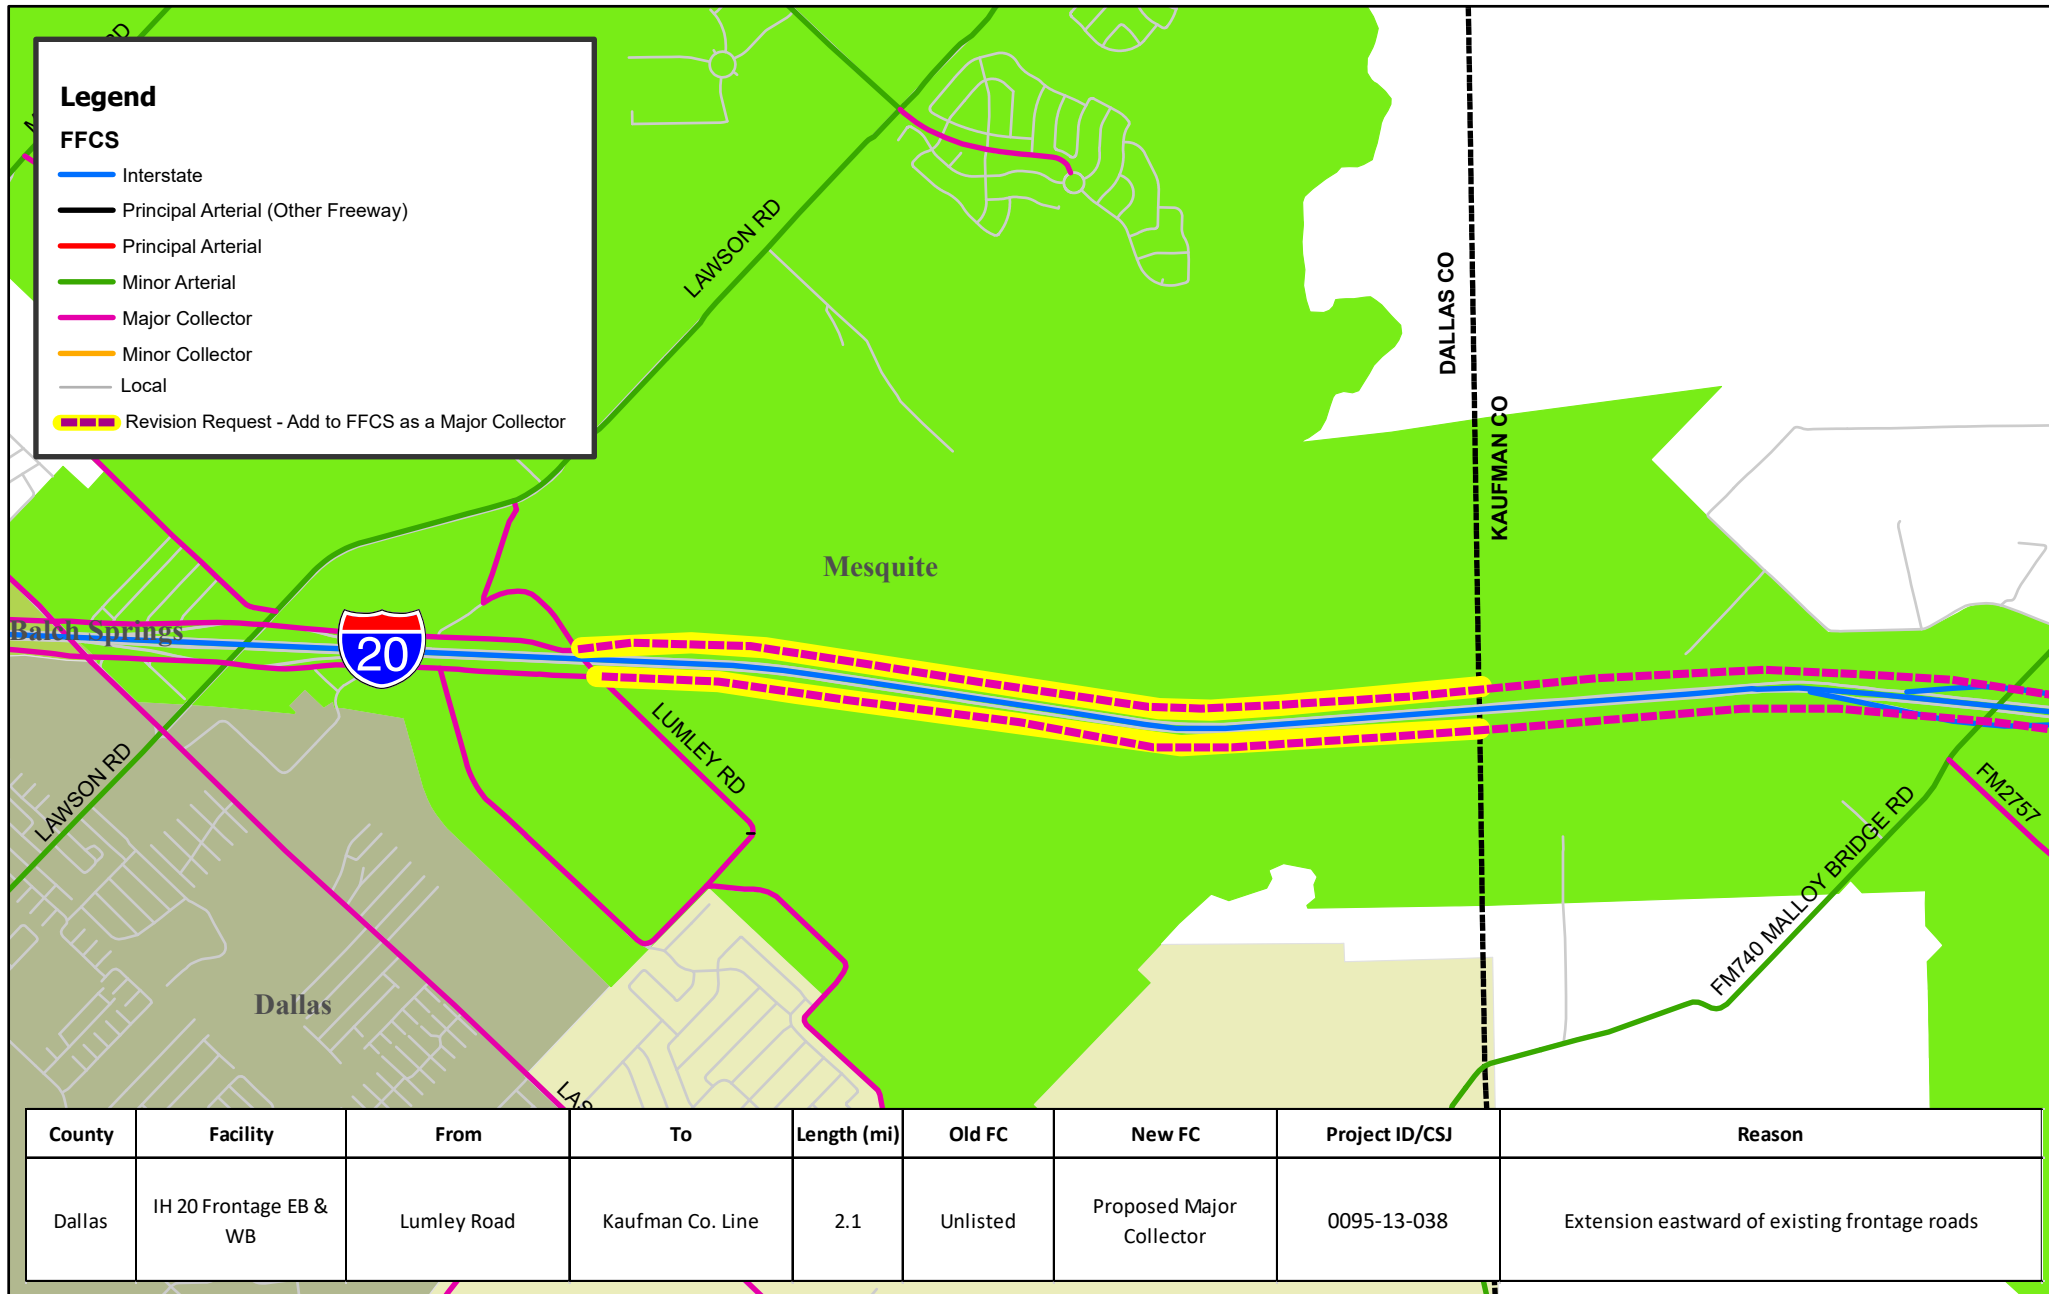 RD
Legend
FFCS
Interstate
Principal Arterial (Other Freeway)
Principal Arterial
Minor Arterial
Major Collector
Minor Collector
Local
Revision Request - Add to FFCS as a Major Collector
LAWSON RD
DALLAS CO
KAUFMAN CO
Mesquite
Balch Springs
20
LUMLEY RD
LAWSON RD
FM2757
FM740 MALLOY BRIDGE RD
Dallas
LAS
County Facility From To Length (mi) Old FC New FC Project ID/CSJ Reason
Dallas IH 20 Frontage EB & WB Lumley Road Kaufman Co. Line 2.1 Unlisted Proposed Major Collector 0095-13-038 Extension eastward of existing frontage roads